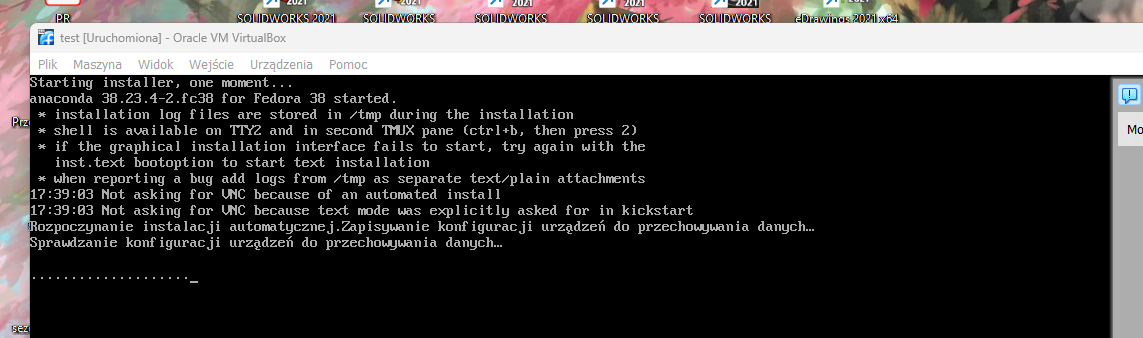 PR
SOLIDWORKS 2021
SOLIDWORKS
SOLIDWORKS
SOLIDWORKS
SOLIDWORKS
eDrawings 2021 x64
test [Uruchomiona] - Oracle VM VirtualBox
Plik Maszyna Widok Wejście Urządzenia Pomoc
Starting installer, one moment...
anaconda 38.23.4-2.fc38 for Fedora 38 started.
* installation log files are stored in /tmp during the installation
* shell is available on TTY2 and in second TMUX pane (ctrl+b, then press 2)
* if the graphical installation interface fails to start, try again with the
inst.text bootoption to start text installation
* when reporting a bug add logs from /tmp as separate text/plain attachments
17:39:03 Not asking for VNC because of an automated install
17:39:03 Not asking for VNC because text mode was explicitly asked for in kickstart
Rozpoczynanie instalacji automatycznej.Zapisywanie konfiguracji urządzeń do przechowywania danych…
Sprawdzanie konfiguracji urządzeń do przechowywania danych…
...................._
Mo